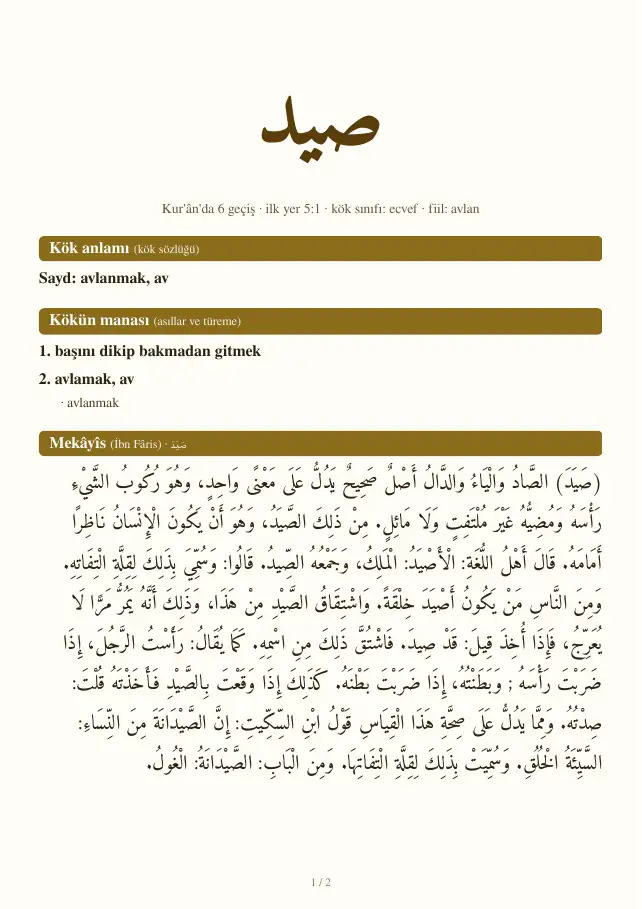 صيد
Kur'ân'da 6 geçiş · ilk yer 5:1 · kök sınıfı: ecvef · fiil: avlan
Kök anlamı (kök sözlüğü)
Sayd: avlanmak, av
Kökün manası (asıllar ve türeme)
1. başını dikip bakmadan gitmek
2. avlamak, av
· avlanmak
Mekâyîs (İbn Fâris) · صَيَدَ
(صَيَدَ) الصَّادُ وَالْيَاءُ وَالدَّالُ أَصْلٌ صَحِيحٌ يَدُلُّ عَلَى مَعْنًى وَاحِدٍ، وَهُوَ رُكُوبُ الشَّيْءِ
رَأْسَهُ وَمُضِيُّهُ غَيْرَ مُلْتَفِتٍ وَلَا مَائِلٍ. مِنْ ذَلِكَ الصَّيَدُ، وَهُوَ أَنْ يَكُونَ الْإِنْسَانُ نَاظِرًا
أَمَامَهُ. قَالَ أَهْلُ اللُّغَةِ: الْأَصْيَدُ: الْمَلِكُ، وَجَمْعُهُ الصِّيدُ. قَالُوا: وَسُمِّيَ بِذَلِكَ لِقِلَّةِ الْتِفَاتِهِ.
وَمِنَ النَّاسِ مَنْ يَكُونُ أَصْيَدَ خِلْقَةً. وَاشْتِقَاقُ الصَّيْدِ مِنْ هَذَا، وَذَلِكَ أَنَّهُ يَمُرُّ مَرًّا لَا
يُعَرِّجُ، فَإِذَا أُخِذَ قِيلَ: قَدْ صِيدَ. فَاشْتُقَّ ذَلِكَ مِنِ اسْمِهِ. كَمَا يُقَالُ: رَأَسْتُ الرَّجُلَ، إِذَا
ضَرَبْتَ رَأْسَهُ ; وَبَطَنْتُهُ، إِذَا ضَرَبْتَ بَطْنَهُ. كَذَلِكَ إِذَا وَقَعْتَ بِالصَّيْدِ فَأَخَذْتَهُ قُلْتَ:
صِدْتُهُ. وَمِمَّا يَدُلُّ عَلَى صِحَّةِ هَذَا الْقِيَاسِ قَوْلُ ابْنِ السِّكِّيتِ: إِنَّ الصَّيْدَانَةَ مِنَ النِّسَاءِ:
السَّيِّئَةُ الْخُلُقِ. وَسُمِّيَتْ بِذَلِكَ لِقِلَّةِ الْتِفَاتِهَا. وَمِنَ الْبَابِ: الصَّيْدَانَةُ: الْغُولُ.
1 / 2